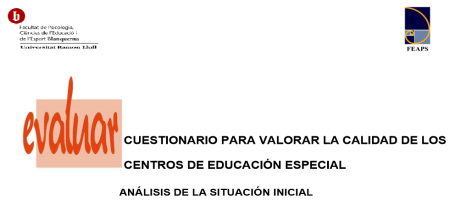 Facultat de Psicologia,
Ciències de l'Educació i
de l'Esport Blanquerna
Universitat Ramon Llull
FEAPS
evaluar
CUESTIONARIO PARA VALORAR LA CALIDAD DE LOS
CENTROS DE EDUCACIÓN ESPECIAL
ANÁLISIS DE LA SITUACIÓN INICIAL